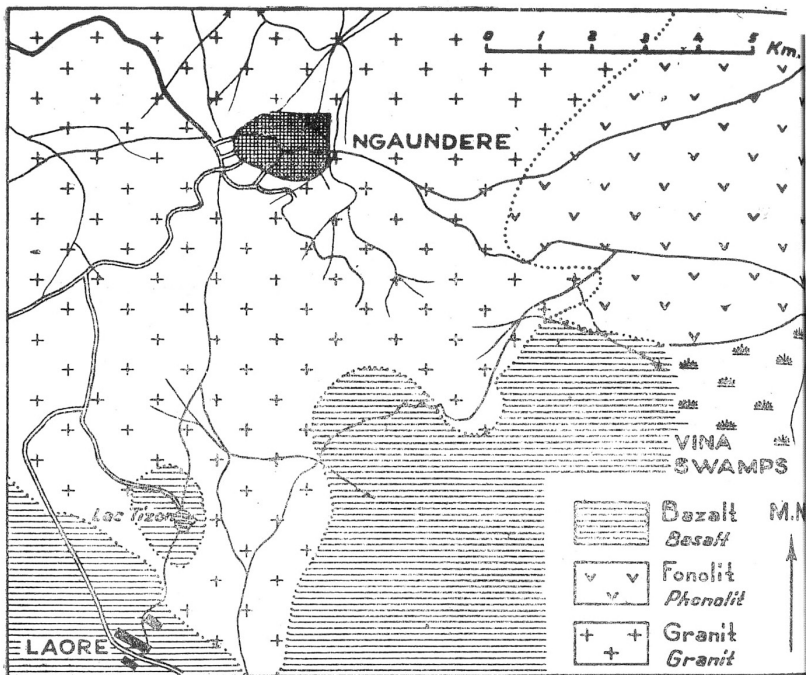 0 1 2 3 4 5 Km.
NGAUNDERE
VINA
SWAMPS
Lac Tizon
LAORE
Bazalt
Basalt
M.N
Fonolit
Phonolit
Granit
Granit